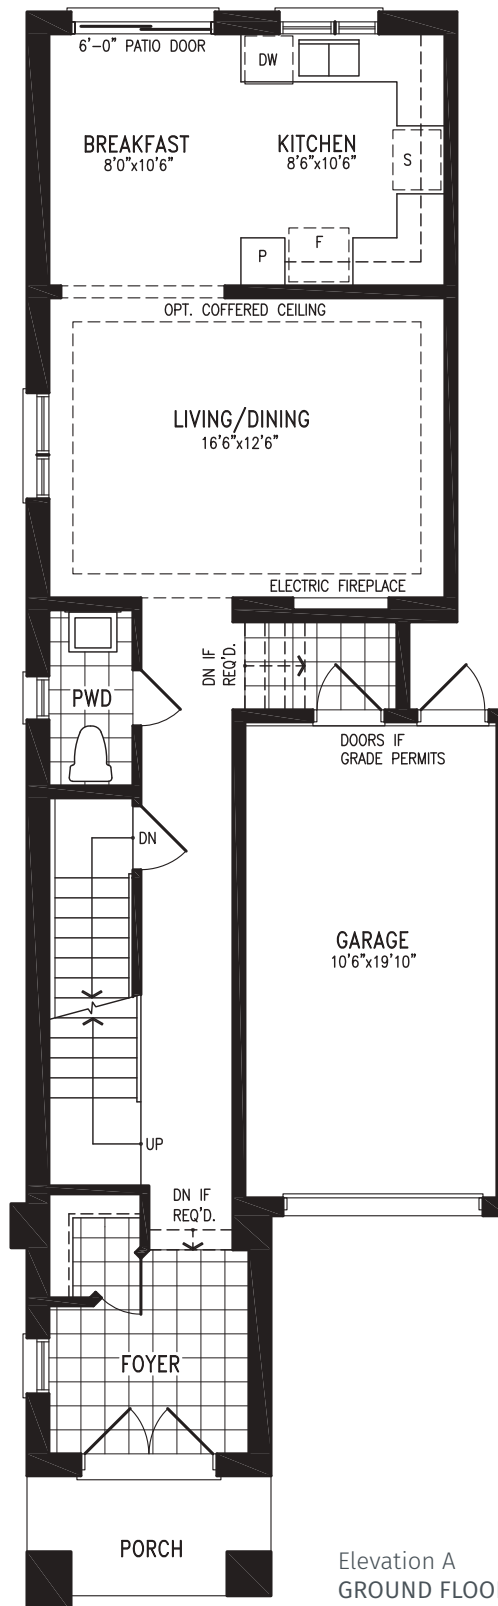 6'-0" PATIO DOOR
DW
BREAKFAST
8'0"x10'6"
KITCHEN
8'6"x10'6"
S
P
F
OPT. COFFERED CEILING
LIVING/DINING
16'6"x12'6"
ELECTRIC FIREPLACE
DN IF
REQ'D.
PWD
DOORS IF
GRADE PERMITS
DN
GARAGE
10'6"x19'10"
UP
DN IF
REQ'D.
FOYER
PORCH
Elevation A
GROUND FLOO